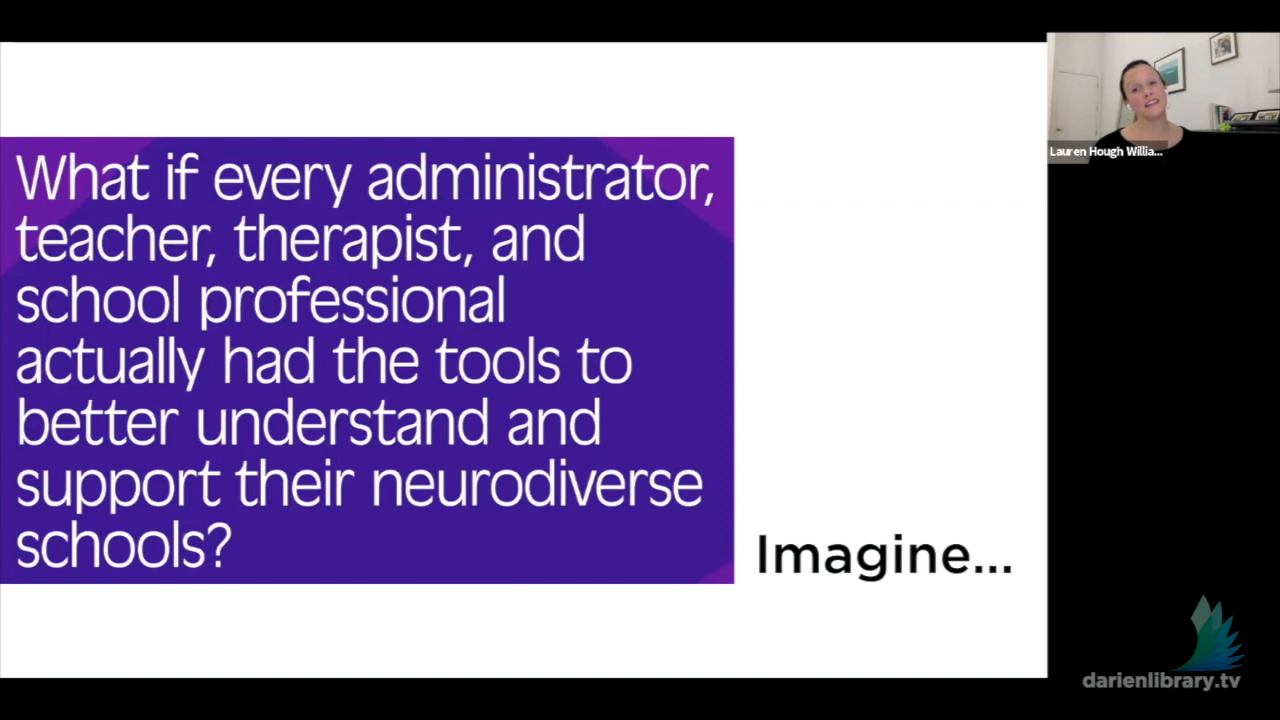 What if every administrator,
teacher, therapist, and
school professional
actually had the tools to
better understand and
support their neurodiverse
schools?
Imagine...
Lauren Hough Willia...
darienlibrary.tv